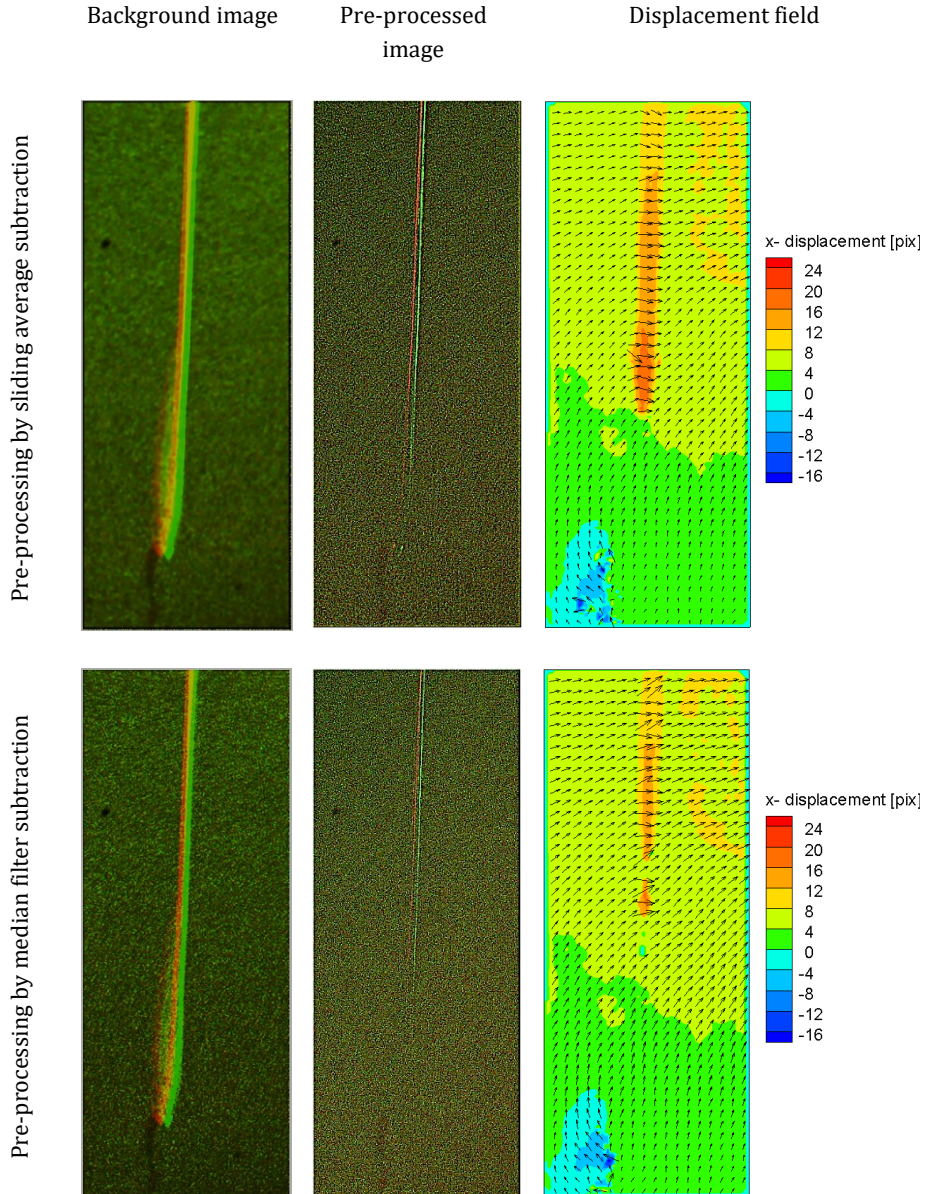 Background image
Pre-processed
image
Displacement field
Pre-processing by sliding average subtraction
x- displacement [pix]
24
20
16
12
8
4
0
-4
-8
-12
-16
Pre-processing by median filter subtraction
x- displacement [pix]
24
20
16
12
8
4
0
-4
-8
-12
-16